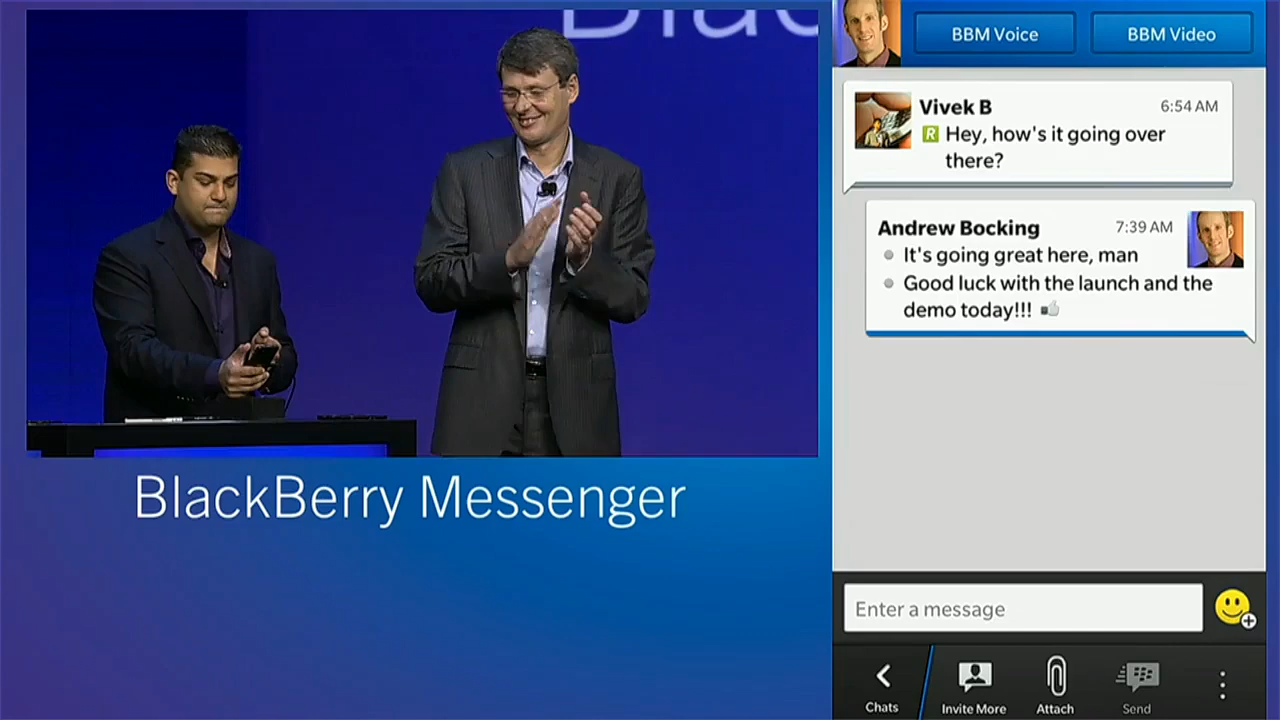 BlackBerry Messenger
BBM Voice
BBM Video
Vivek B
6:54 AM
R
Hey, how's it going over
there?
Andrew Bocking
7:39 AM
It's going great here, man
Good luck with the launch and the
demo today!!!
Enter a message
Chats
Invite More
Attach
Send